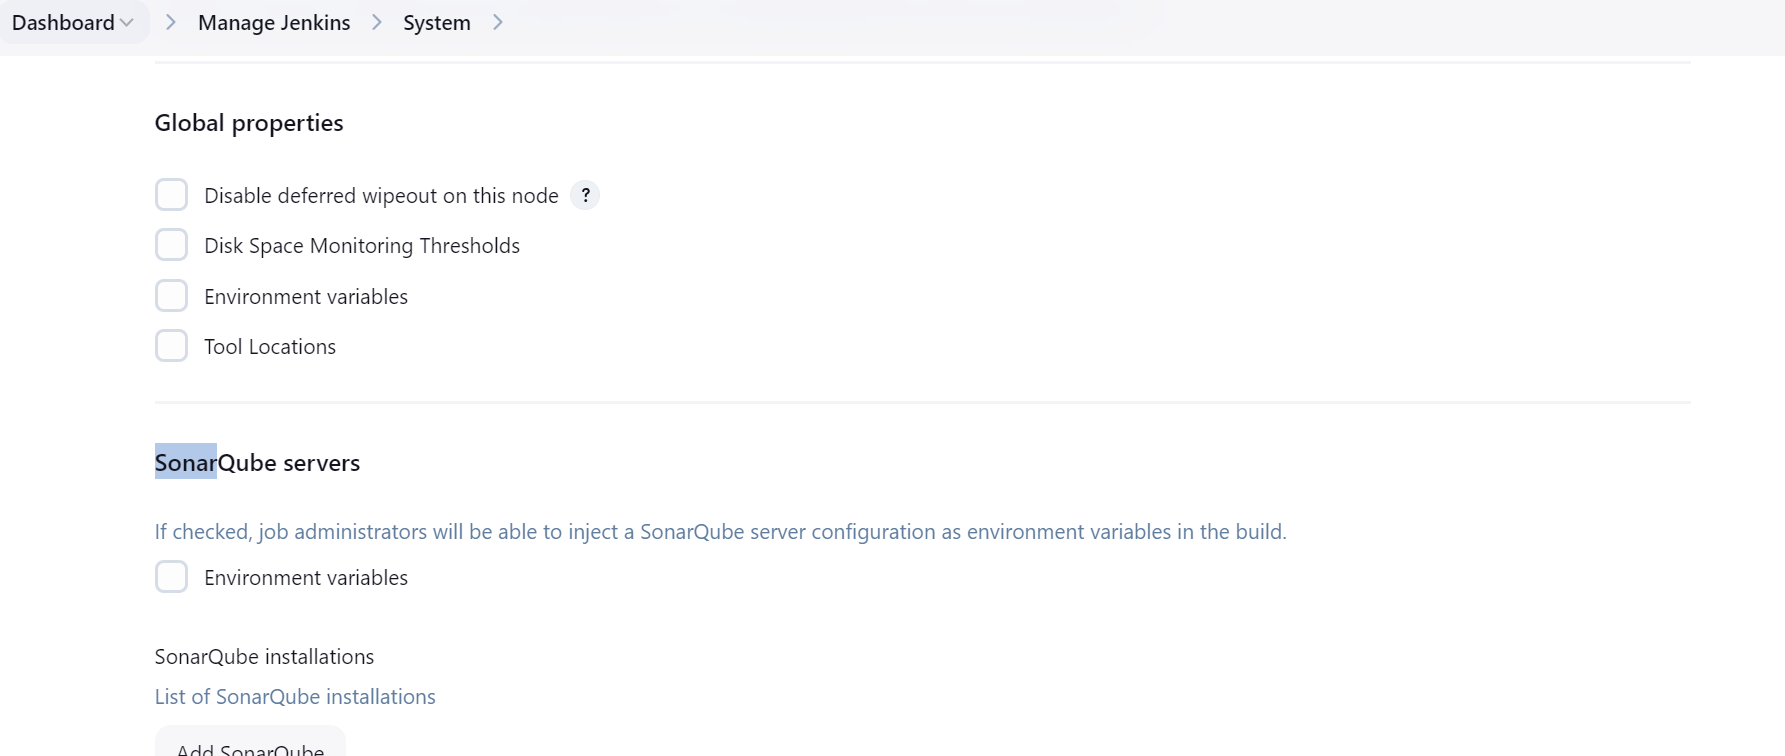 Dashboard Manage Jenkins System
Global properties
Disable deferred wipeout on this node ?
Disk Space Monitoring Thresholds
Environment variables
Tool Locations
SonarQube servers
If checked, job administrators will be able to inject a SonarQube server configuration as environment variables in the build.
Environment variables
SonarQube installations
List of SonarQube installations
Add SonarQube